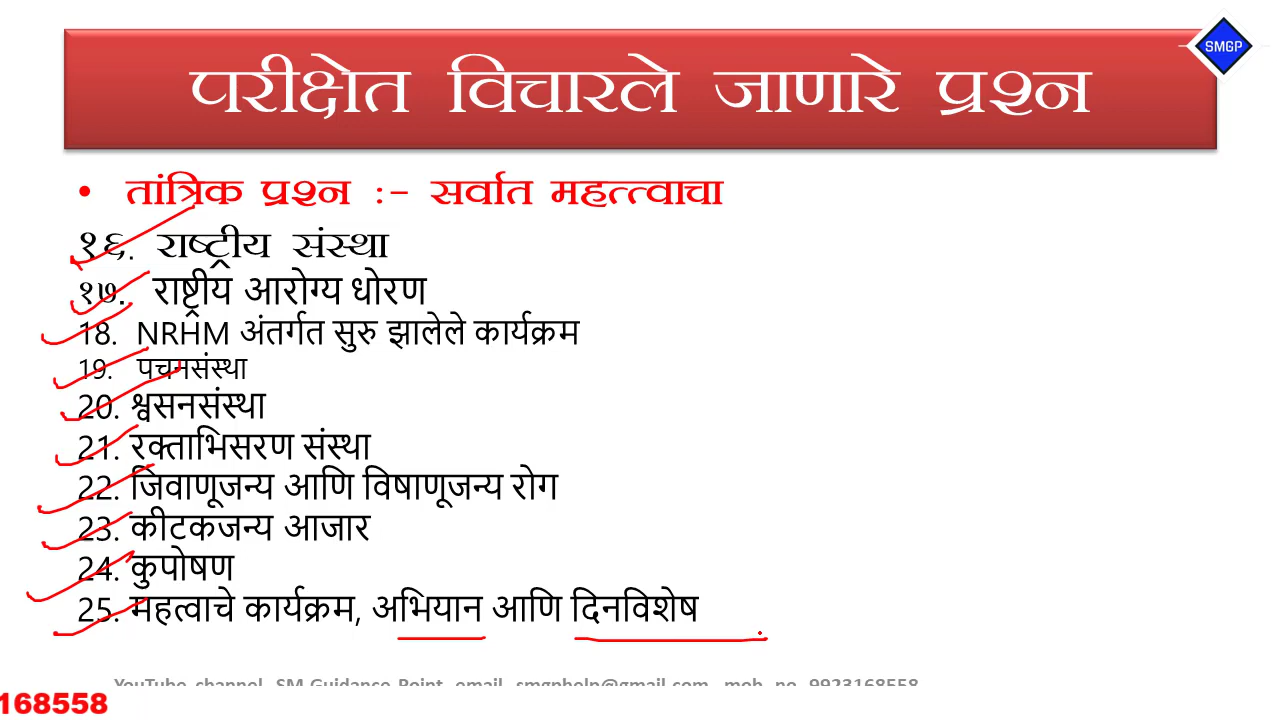 SMGP
परीक्षेत विचारले जाणारे प्रश्न
• तांत्रिक प्रश्न :- सर्वात महत्त्वाचा
१६. राष्ट्रीय संस्था
१७. राष्ट्रीय आरोग्य धोरण
18. NRHM अंतर्गत सुरु झालेले कार्यक्रम
19. पचनसंस्था
20. श्वसनसंस्था
21. रक्ताभिसरण संस्था
22. जिवाणूजन्य आणि विषाणूजन्य रोग
23. कीटकजन्य आजार
24. कुपोषण
25. महत्वाचे कार्यक्रम, अभियान आणि दिनविशेष
YouTube channel SM Guidance Point email smgphelp@gmail.com mob no 9923168558
168558